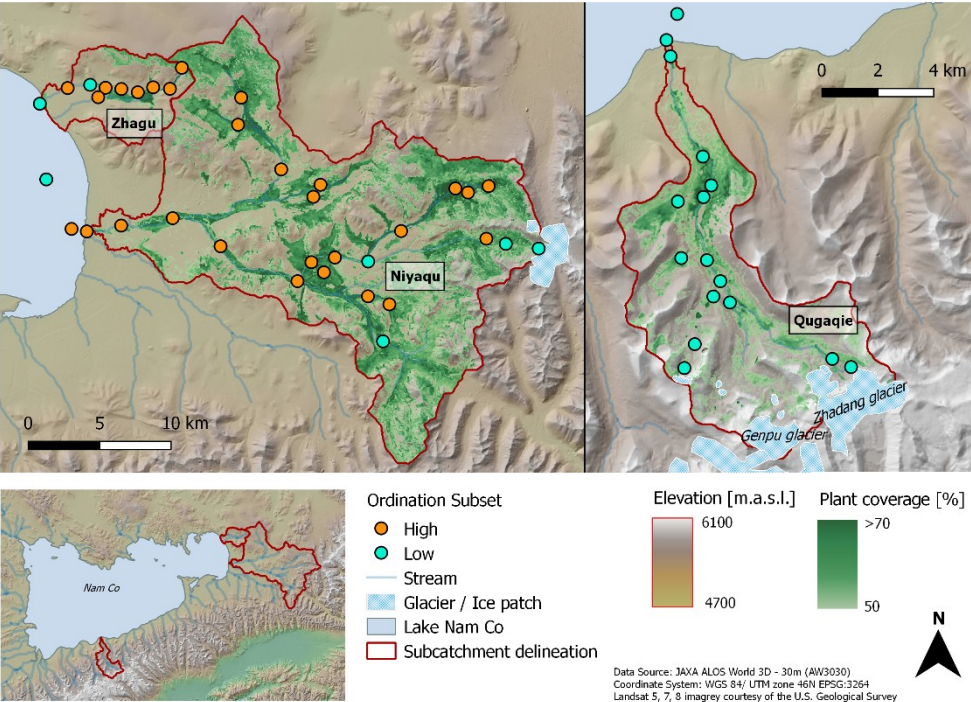 Zhagu
Niyaqu
0 5 10 km
0 2 4 km
Qugaqie
Zhadang glacier
Genpu glacier
Nam Co
Ordination Subset
High
Low
Stream
Glacier / Ice patch
Lake Nam Co
Subcatchment delineation
Elevation [m.a.s.l.]
6100
4700
Plant coverage [%]
>70
50
N
Data Source: JAXA ALOS World 3D - 30m (AW3030)
Coordinate System: WGS 84/ UTM zone 46N EPSG:3264
Landsat 5, 7, 8 imagrey courtesy of the U.S. Geological Survey